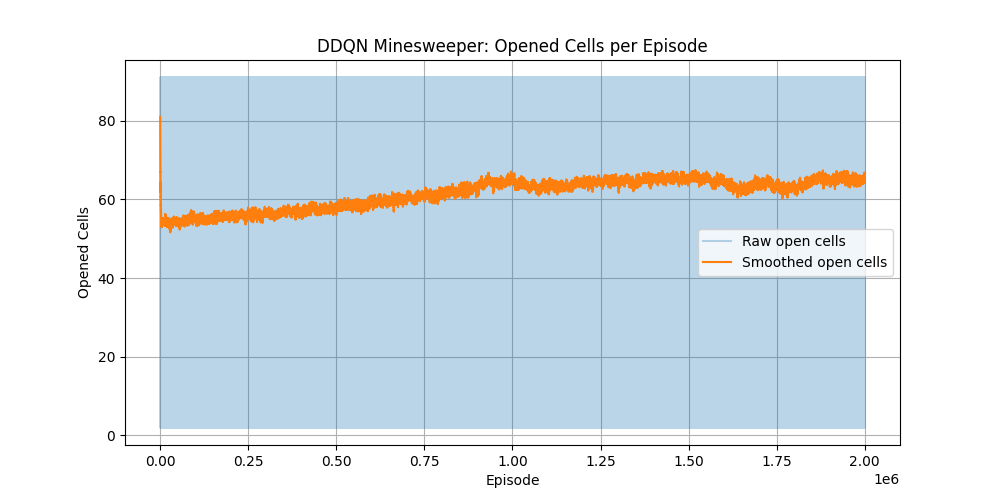 DDQN Minesweeper: Opened Cells per Episode
Opened Cells
80
60
40
20
0
Raw open cells
Smoothed open cells
0.00 0.25 0.50 0.75 1.00 1.25 1.50 1.75 2.00
1e6
Episode